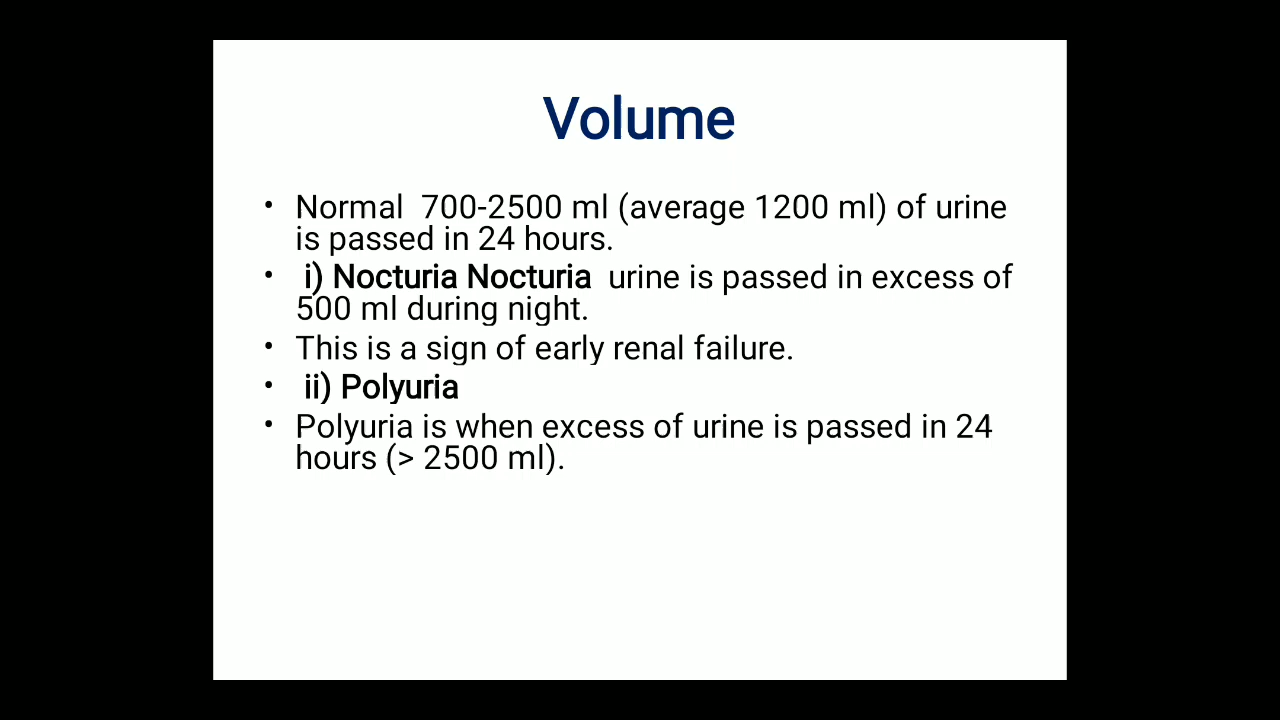 Volume
• Normal  700-2500 ml (average 1200 ml) of urine
is passed in 24 hours.
•  i) Nocturia Nocturia  urine is passed in excess of
500 ml during night.
• This is a sign of early renal failure.
•  ii) Polyuria
• Polyuria is when excess of urine is passed in 24
hours (> 2500 ml).